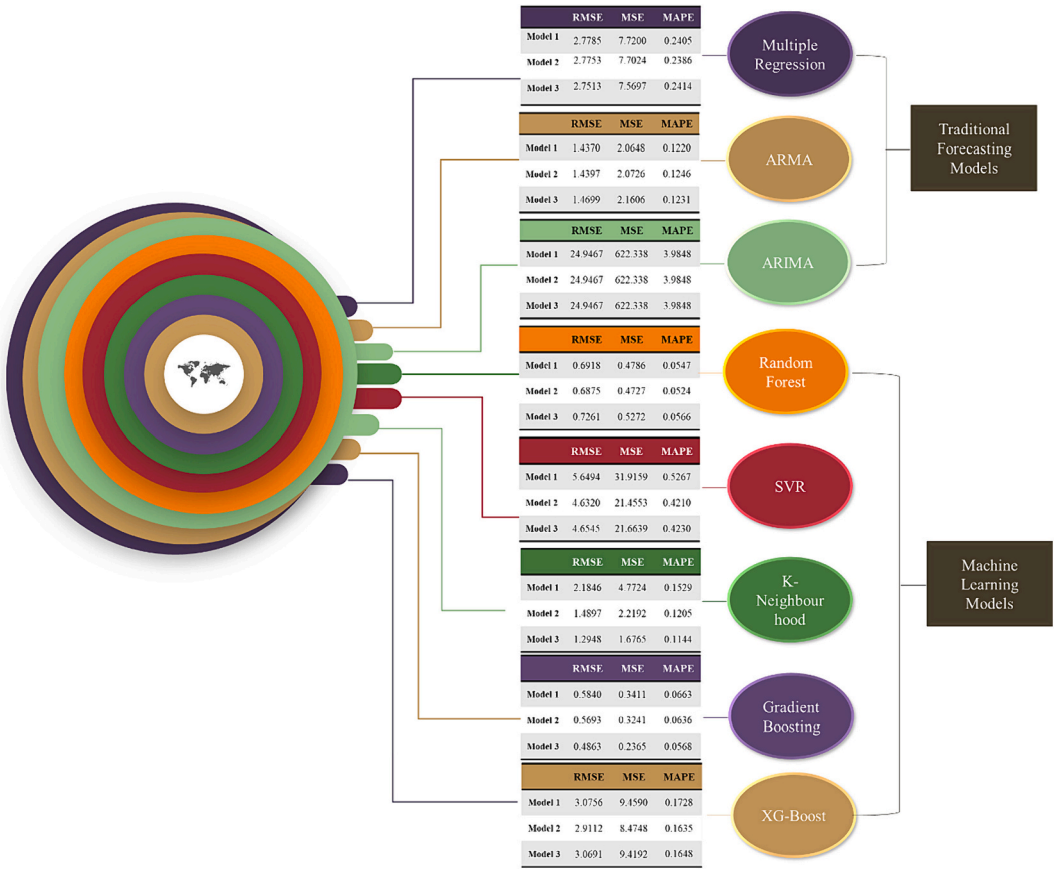 RMSE MSE MAPE
Model 1 2.7785 7.7200 0.2405
Model 2 2.7753 7.7024 0.2386
Model 3 2.7513 7.5697 0.2414
Multiple
Regression
RMSE MSE MAPE
Model 1 1.4370 2.0648 0.1220
Model 2 1.4397 2.0726 0.1246
Model 3 1.4699 2.1606 0.1231
ARMA
Traditional
Forecasting
Models
RMSE MSE MAPE
Model 1 24.9467 622.338 3.9848
Model 2 24.9467 622.338 3.9848
Model 3 24.9467 622.338 3.9848
ARIMA
RMSE MSE MAPE
Model 1 0.6918 0.4786 0.0547
Model 2 0.6875 0.4727 0.0524
Model 3 0.7261 0.5272 0.0566
Random
Forest
RMSE MSE MAPE
Model 1 5.6494 31.9159 0.5267
Model 2 4.6320 21.4553 0.4210
Model 3 4.6545 21.6639 0.4230
SVR
RMSE MSE MAPE
Model 1 2.1846 4.7724 0.1529
Model 2 1.4897 2.2192 0.1205
Model 3 1.2948 1.6765 0.1144
K-
Neighbour
hood
Machine
Learning
Models
RMSE MSE MAPE
Model 1 0.5840 0.3411 0.0663
Model 2 0.5693 0.3241 0.0636
Model 3 0.4863 0.2365 0.0568
Gradient
Boosting
RMSE MSE MAPE
Model 1 3.0756 9.4590 0.1728
Model 2 2.9112 8.4748 0.1635
Model 3 3.0691 9.4192 0.1648
XG-Boost